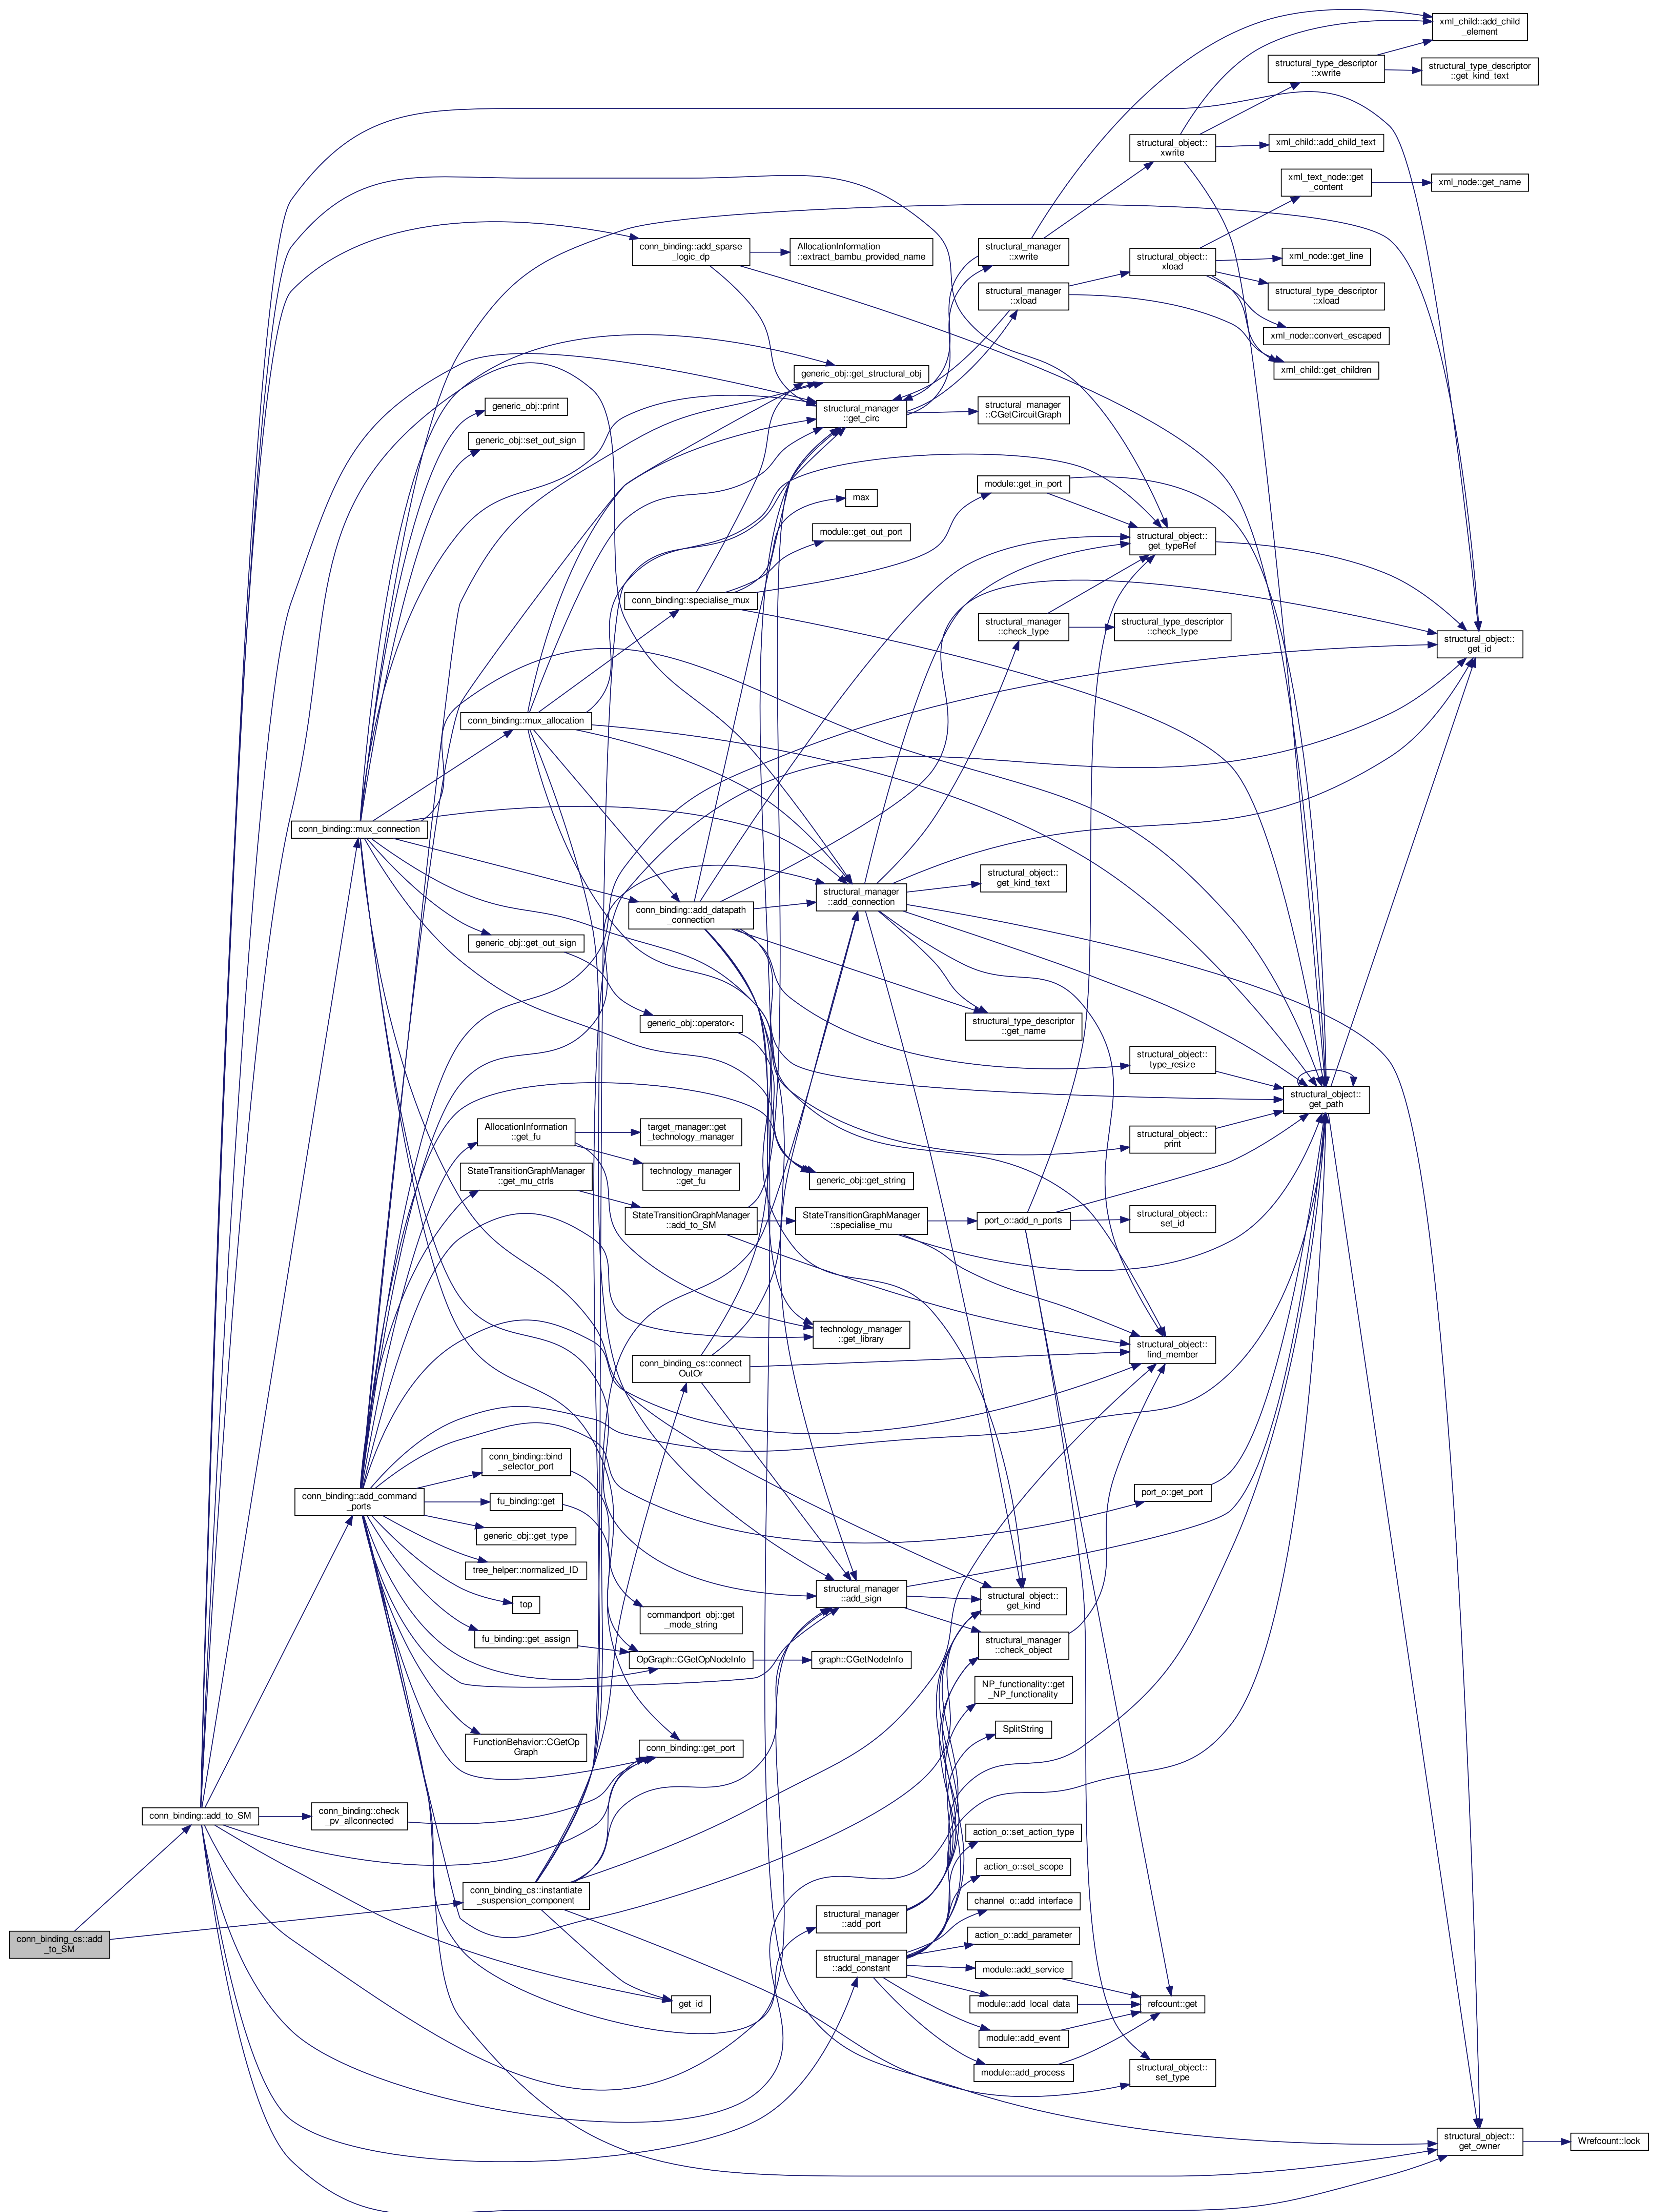 xml_child::add_child
_element
structural_type_descriptor
::xwrite
structural_type_descriptor
::get_kind_text
structural_object::
xwrite
xml_child::add_child_text
xml_text_node::get
_content
xml_node::get_name
conn_binding::add_sparse
_logic_dp
AllocationInformation
::extract_bambu_provided_name
structural_manager
::xwrite
structural_object::
xload
xml_node::get_line
structural_manager
::xload
structural_type_descriptor
::xload
xml_node::convert_escaped
xml_child::get_children
generic_obj::get_structural_obj
generic_obj::print
structural_manager
::get_circ
structural_manager
::CGetCircuitGraph
generic_obj::set_out_sign
module::get_in_port
max
module::get_out_port
structural_object::
get_typeRef
conn_binding::specialise_mux
structural_manager
::check_type
structural_type_descriptor
::check_type
structural_object::
get_id
conn_binding::mux_allocation
conn_binding::mux_connection
structural_object::
get_kind_text
structural_manager
::add_connection
conn_binding::add_datapath
_connection
generic_obj::get_out_sign
generic_obj::operator<
structural_type_descriptor
::get_name
structural_object::
type_resize
structural_object::
get_path
AllocationInformation
::get_fu
target_manager::get
_technology_manager
structural_object::
print
StateTransitionGraphManager
::get_mu_ctrls
technology_manager
::get_fu
generic_obj::get_string
StateTransitionGraphManager
::add_to_SM
StateTransitionGraphManager
::specialise_mu
port_o::add_n_ports
structural_object::
set_id
technology_manager
::get_library
structural_object::
find_member
conn_binding_cs::connect
OutOr
conn_binding::bind
_selector_port
port_o::get_port
conn_binding::add_command
_ports
fu_binding::get
generic_obj::get_type
tree_helper::normalized_ID
structural_manager
::add_sign
structural_object::
get_kind
top
commandport_obj::get
_mode_string
fu_binding::get_assign
structural_manager
::check_object
OpGraph::CGetOpNodeInfo
graph::CGetNodeInfo
NP_functionality::get
_NP_functionality
SplitString
FunctionBehavior::CGetOp
Graph
conn_binding::get_port
conn_binding::add_to_SM
conn_binding::check
_pv_allconnected
action_o::set_action_type
action_o::set_scope
conn_binding_cs::instantiate
_suspension_component
channel_o::add_interface
structural_manager
::add_port
action_o::add_parameter
conn_binding_cs::add
_to_SM
structural_manager
::add_constant
module::add_service
get_id
module::add_local_data
refcount::get
module::add_event
module::add_process
structural_object::
set_type
structural_object::
get_owner
Wrefcount::lock